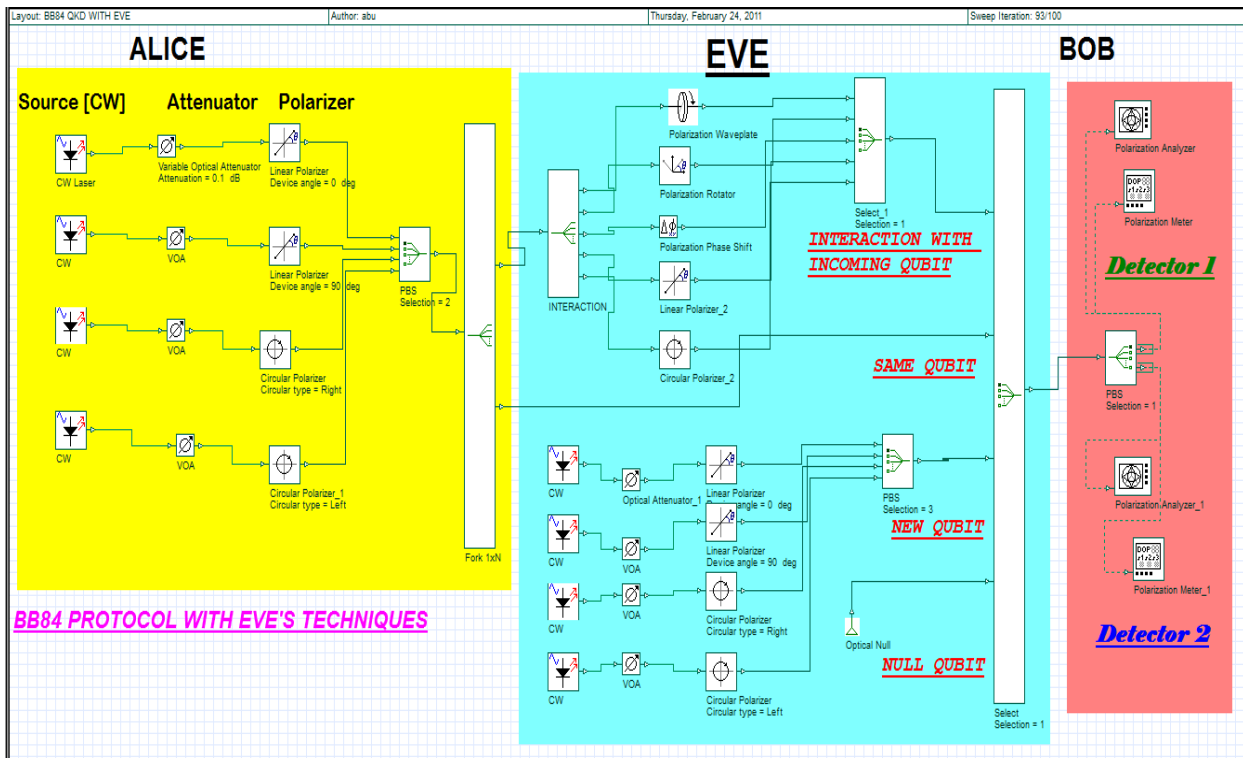 Layout: BB84 QKD WITH EVE
Author: abu
Thursday, February 24, 2011
Sweep Iteration: 93/100
ALICE
EVE
BOB
Source [CW]
Attenuator
Polarizer
CW Laser
Variable Optical Attenuator
Attenuation = 0.1 dB
Linear Polarizer
Device angle = 0 deg
CW
VOA
Linear Polarizer
Device angle = 90 deg
PBS
Selection = 2
CW
VOA
Circular Polarizer
Circular type = Right
CW
VOA
Circular Polarizer_1
Circular type = Left
Fork 1xN
BB84 PROTOCOL WITH EVE'S TECHNIQUES
INTERACTION
Polarization Waveplate
Polarization Rotator
Polarization Phase Shift
Linear Polarizer_2
Circular Polarizer_2
Select_1
Selection = 1
INTERACTION WITH
INCOMING QUBIT
SAME QUBIT
CW
Optical Attenuator_1
Linear Polarizer
Device angle = 0 deg
CW
VOA
Linear Polarizer
Device angle = 90 deg
PBS
Selection = 3
NEW QUBIT
CW
VOA
Circular Polarizer
Circular type = Right
Optical Null
NULL QUBIT
CW
VOA
Circular Polarizer
Circular type = Left
Select
Selection = 1
Polarization Analyzer
DOP
Polarization Meter
Detector 1
PBS
Selection = 1
Polarization Analyzer_1
DOP
Polarization Meter_1
Detector 2